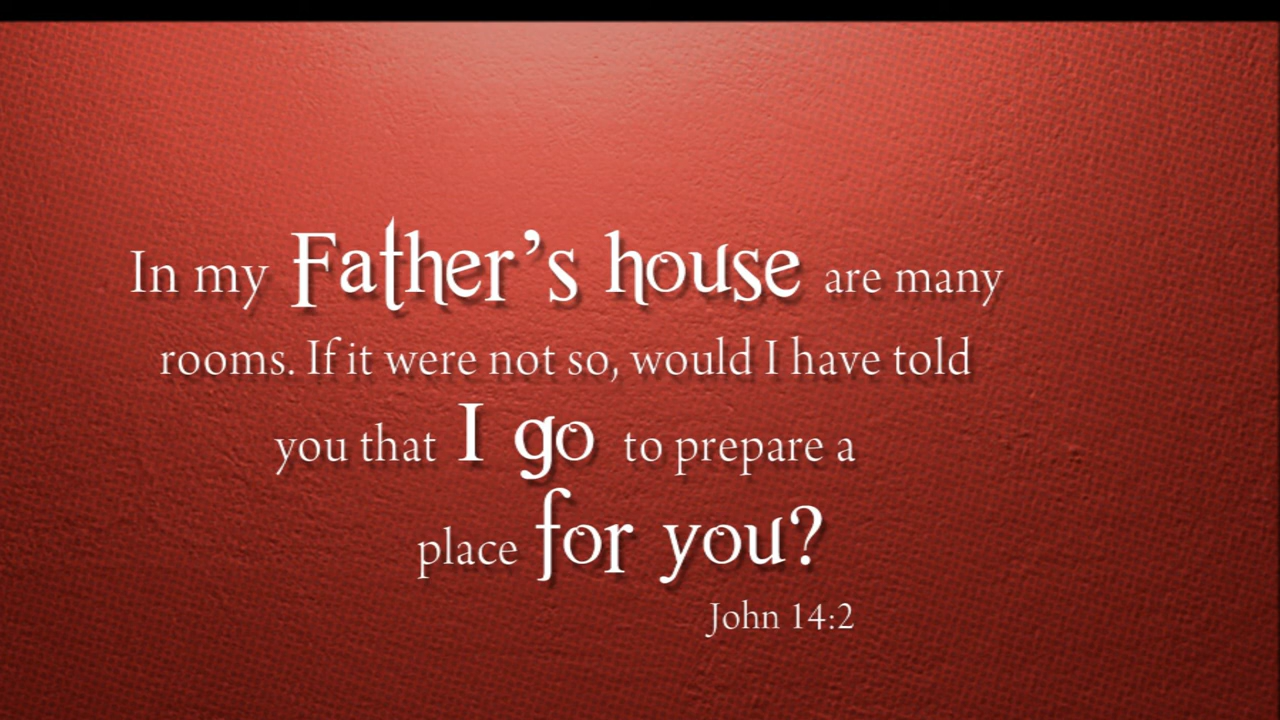 In my Father’s house are many
rooms. If it were not so, would I have told
you that I go to prepare a
place for you?
John 14:2